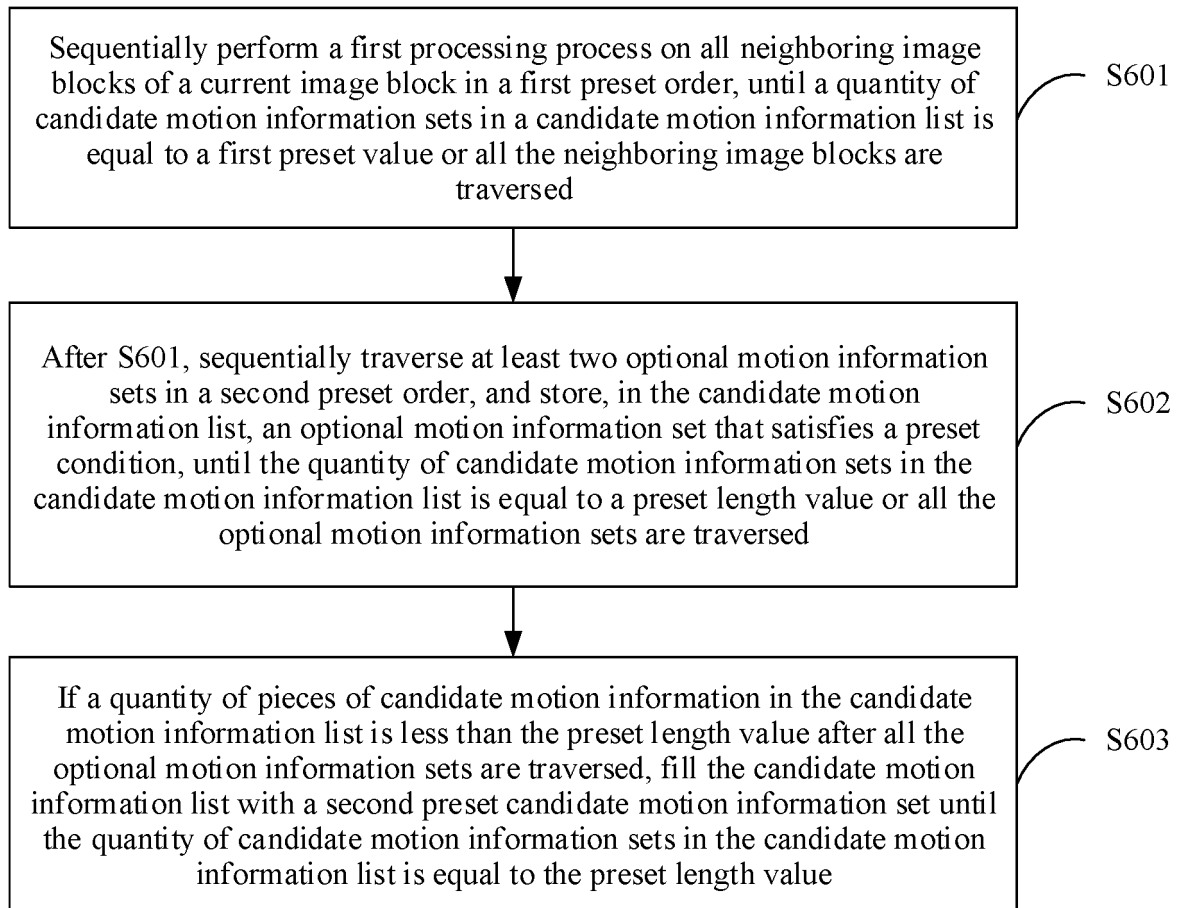 Sequentially perform a first processing process on all neighboring image
blocks of a current image block in a first preset order, until a quantity of
candidate motion information sets in a candidate motion information list is
equal to a first preset value or all the neighboring image blocks are
traversed
S601
After S601, sequentially traverse at least two optional motion information
sets in a second preset order, and store, in the candidate motion
information list, an optional motion information set that satisfies a preset
condition, until the quantity of candidate motion information sets in the
candidate motion information list is equal to a preset length value or all the
optional motion information sets are traversed
S602
If a quantity of pieces of candidate motion information in the candidate
motion information list is less than the preset length value after all the
optional motion information sets are traversed, fill the candidate motion
information list with a second preset candidate motion information set until
the quantity of candidate motion information sets in the candidate motion
information list is equal to the preset length value
S603